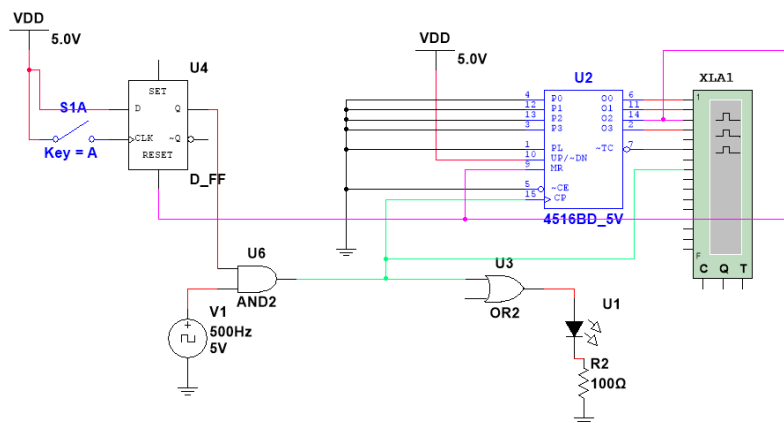 VDD
5.0V
U4
SET
D
Q
CLK
~Q
RESET
D_FF
S1A
Key = A
VDD
5.0V
U2
4
P0
O0
6
12
P1
O1
11
13
P2
O2
14
3
P3
O3
2
1
PL
~TC
7
10
UP/~DN
9
MR
5
~CE
15
CP
4516BD_5V
XLA1
1
F
C Q T
U6
AND2
V1
500Hz
5V
U3
OR2
U1
R2
100Ω